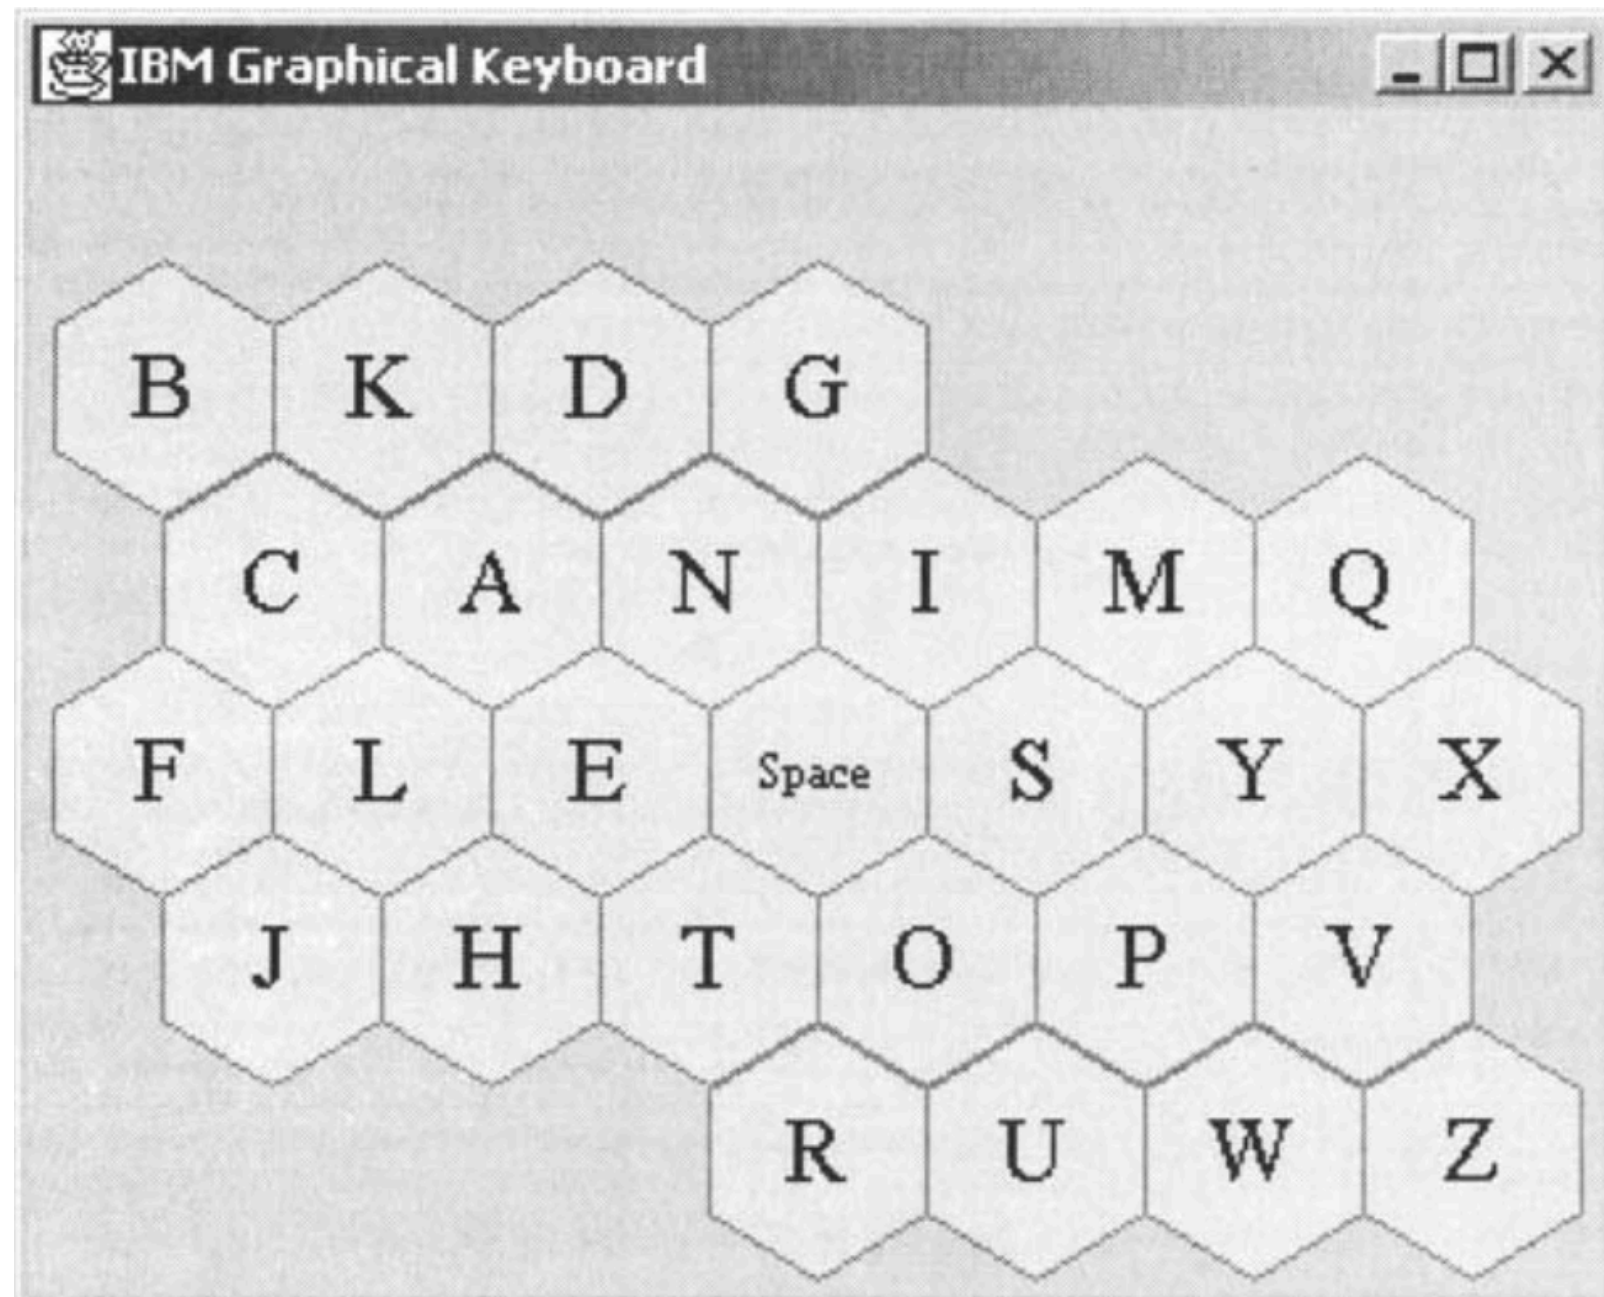 IBM Graphical Keyboard
B K D G
C A N I M Q
F L E Space S Y X
J H T O P V
R U W Z